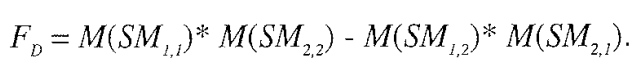 F_D = M(SM_{1,1})* M(SM_{2,2}) - M(SM_{1,2})* M(SM_{2,1}).